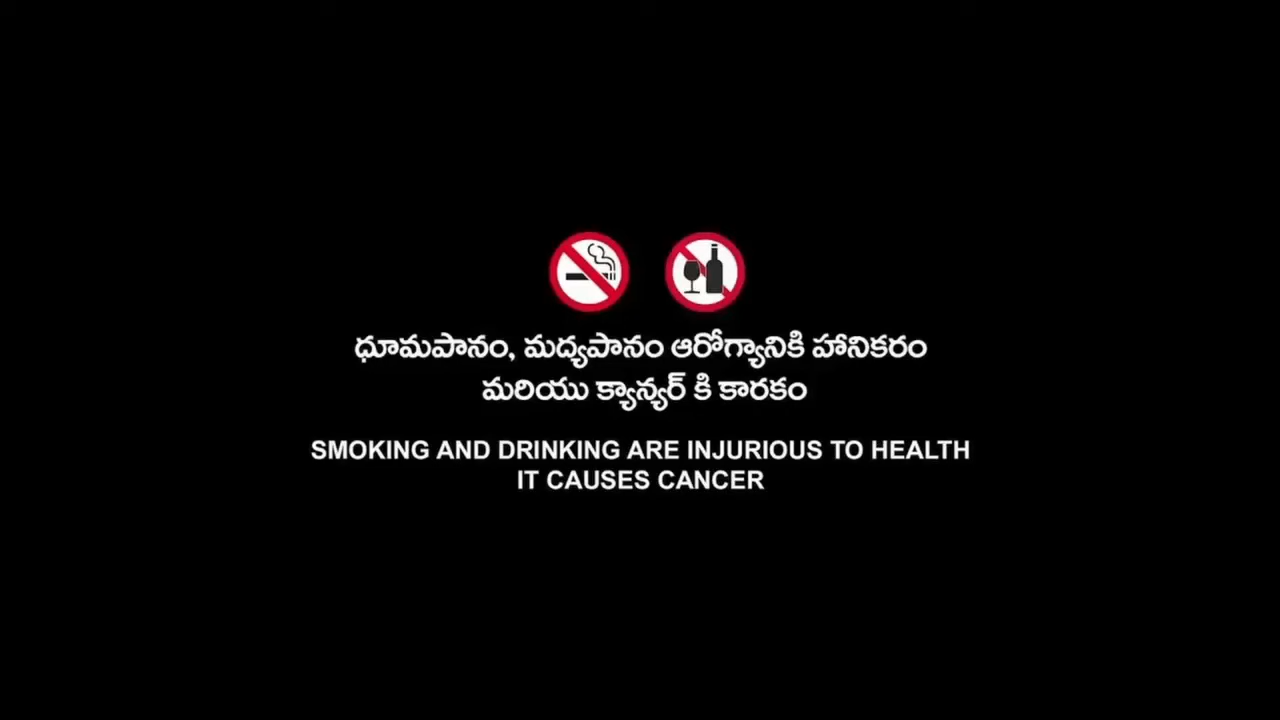 ధూమపానం, మద్యపానం ఆరోగ్యానికి హానికరం
మరియు క్యాన్సర్ కి కారకం
SMOKING AND DRINKING ARE INJURIOUS TO HEALTH
IT CAUSES CANCER